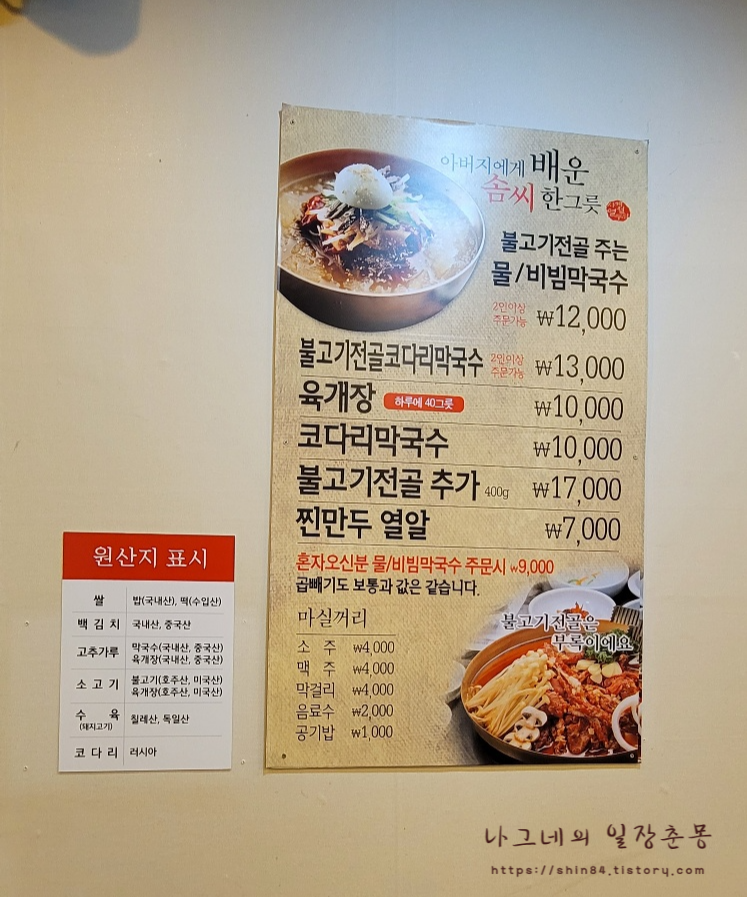 아버지에게 배운
솜씨 한그릇
불고기전골 주는
물/비빔막국수
2인이상
주문가능
₩12,000
불고기전골코다리막국수 2인이상 주문가능 ₩13,000
육개장 하루에 40그릇 ₩10,000
코다리막국수 ₩10,000
불고기전골 추가 400g ₩17,000
찐만두 열알 ₩7,000
혼자오신분 물/비빔막국수 주문시 ₩9,000
곱빼기도 보통과 값은 같습니다.
마실꺼리
소 주 ₩4,000
맥 주 ₩4,000
막걸리 ₩4,000
음료수 ₩2,000
공기밥 ₩1,000
불고기전골은
부록이예요
원산지 표시
쌀 밥(국내산), 떡(수입산)
백 김 치 국내산, 중국산
고추가루 막국수(국내산, 중국산)
육개장(국내산, 중국산)
소 고 기 불고기(호주산, 미국산)
육개장(호주산, 미국산)
수 육 (돼지고기) 칠레산, 독일산
코 다 리 러시아
나그네의 일장춘몽
https://shin84.tistory.com